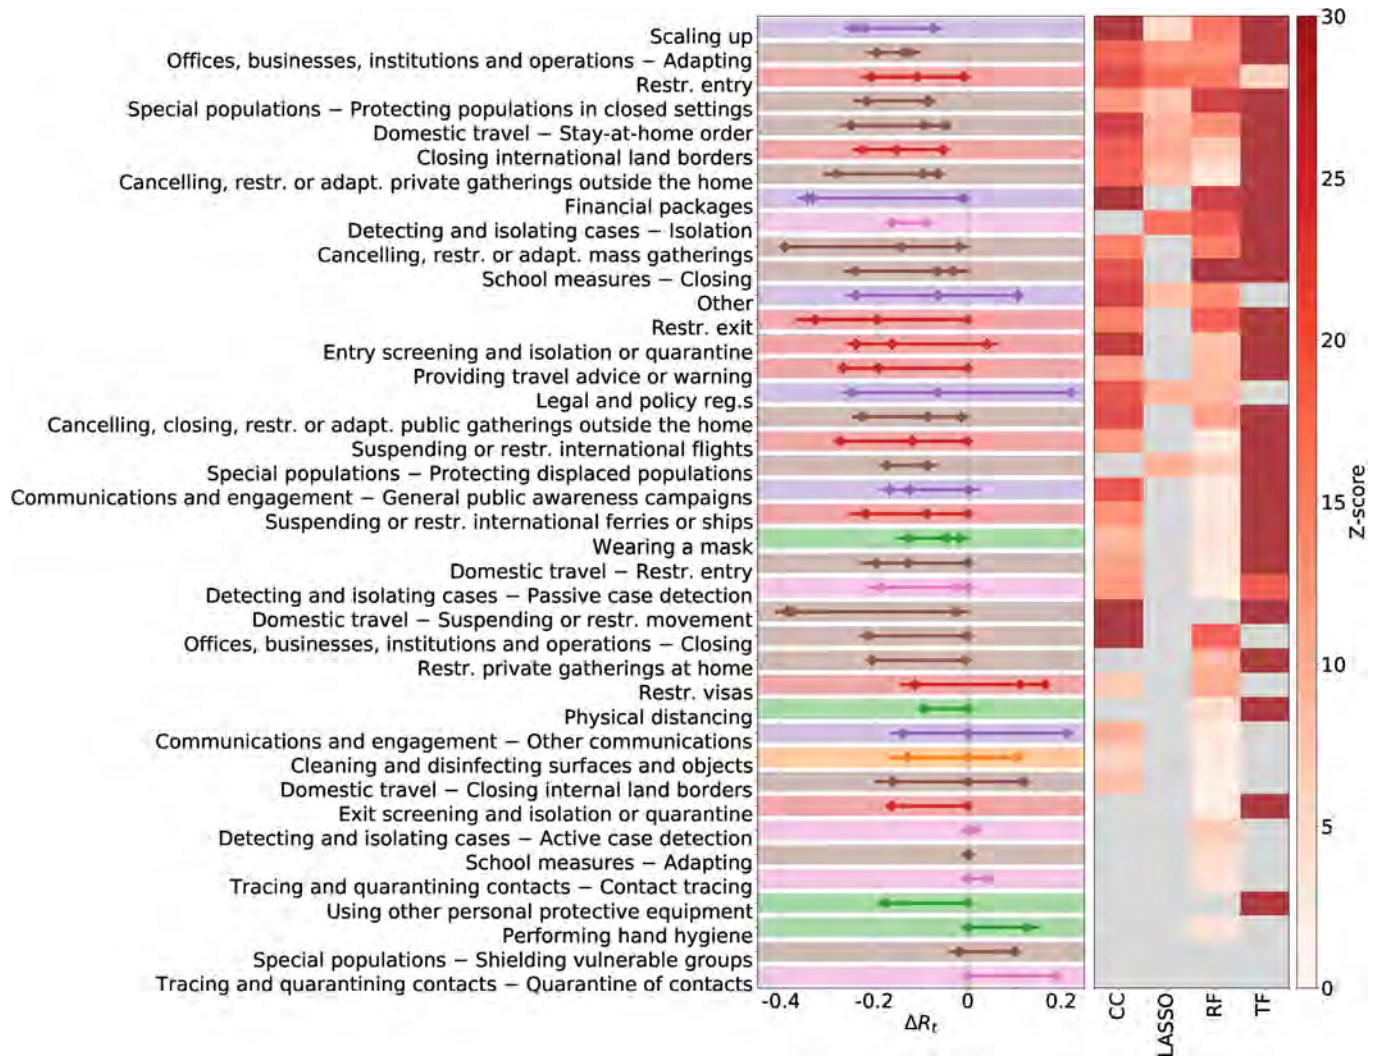 Scaling up
Offices, businesses, institutions and operations − Adapting
Restr. entry
Special populations − Protecting populations in closed settings
Domestic travel − Stay-at-home order
Closing international land borders
Cancelling, restr. or adapt. private gatherings outside the home
Financial packages
Detecting and isolating cases − Isolation
Cancelling, restr. or adapt. mass gatherings
School measures − Closing
Other
Restr. exit
Entry screening and isolation or quarantine
Providing travel advice or warning
Legal and policy reg.s
Cancelling, closing, restr. or adapt. public gatherings outside the home
Suspending or restr. international flights
Special populations − Protecting displaced populations
Communications and engagement − General public awareness campaigns
Suspending or restr. international ferries or ships
Wearing a mask
Domestic travel − Restr. entry
Detecting and isolating cases − Passive case detection
Domestic travel − Suspending or restr. movement
Offices, businesses, institutions and operations − Closing
Restr. private gatherings at home
Restr. visas
Physical distancing
Communications and engagement − Other communications
Cleaning and disinfecting surfaces and objects
Domestic travel − Closing internal land borders
Exit screening and isolation or quarantine
Detecting and isolating cases − Active case detection
School measures − Adapting
Tracing and quarantining contacts − Contact tracing
Using other personal protective equipment
Performing hand hygiene
Special populations − Shielding vulnerable groups
Tracing and quarantining contacts − Quarantine of contacts
-0.4 -0.2 0 0.2
ΔRt
CC LASSO RF TF
30
25
20
15
10
5
0
Z-score